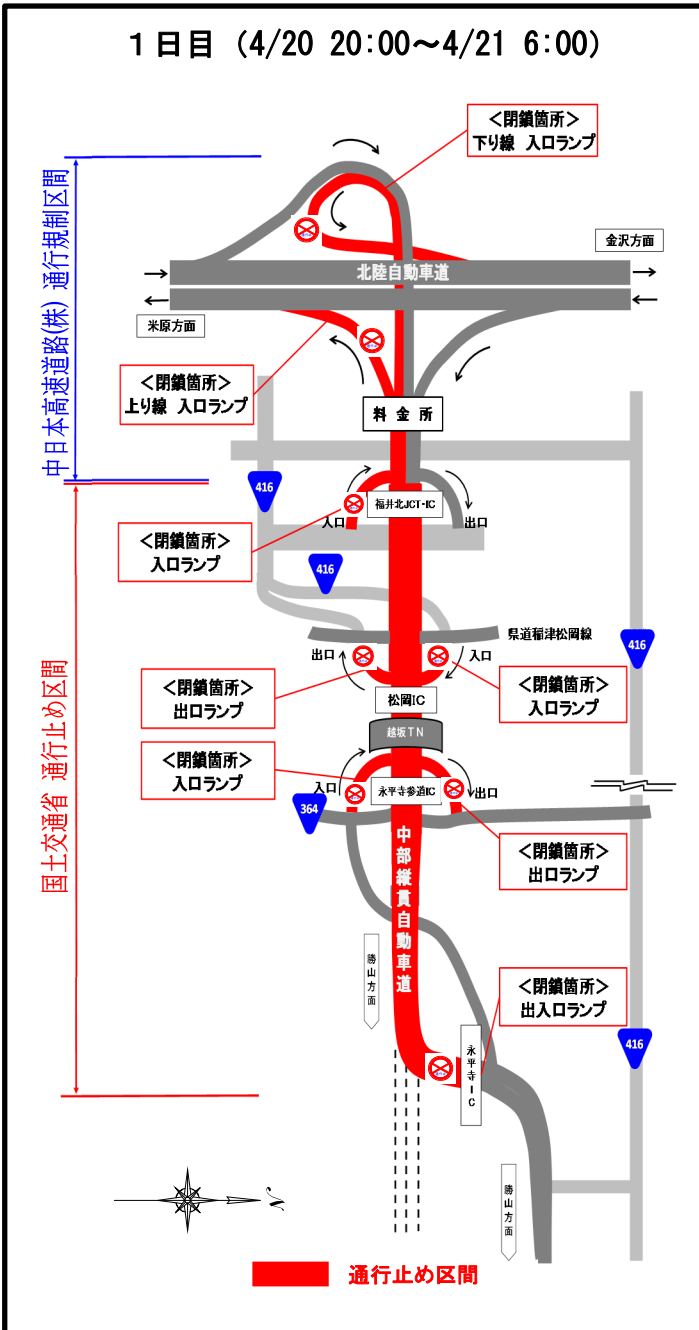 1日目（4/20 20:00～4/21 6:00）
＜閉鎖箇所＞
下り線 入口ランプ
金沢方面
北陸自動車道
米原方面
中日本高速道路(株) 通行規制区間
＜閉鎖箇所＞
上り線 入口ランプ
料金所
416
福井北JCT・IC
入口
出口
＜閉鎖箇所＞
入口ランプ
416
県道稲津松岡線
416
出口
入口
＜閉鎖箇所＞
出口ランプ
＜閉鎖箇所＞
入口ランプ
松岡IC
国土交通省 通行止め区間
越坂TN
＜閉鎖箇所＞
入口ランプ
入口
永平寺参道IC
出口
364
＜閉鎖箇所＞
出口ランプ
中部縦貫自動車道
勝山方面
＜閉鎖箇所＞
出入口ランプ
永平寺IC
416
勝山方面
N
通行止め区間